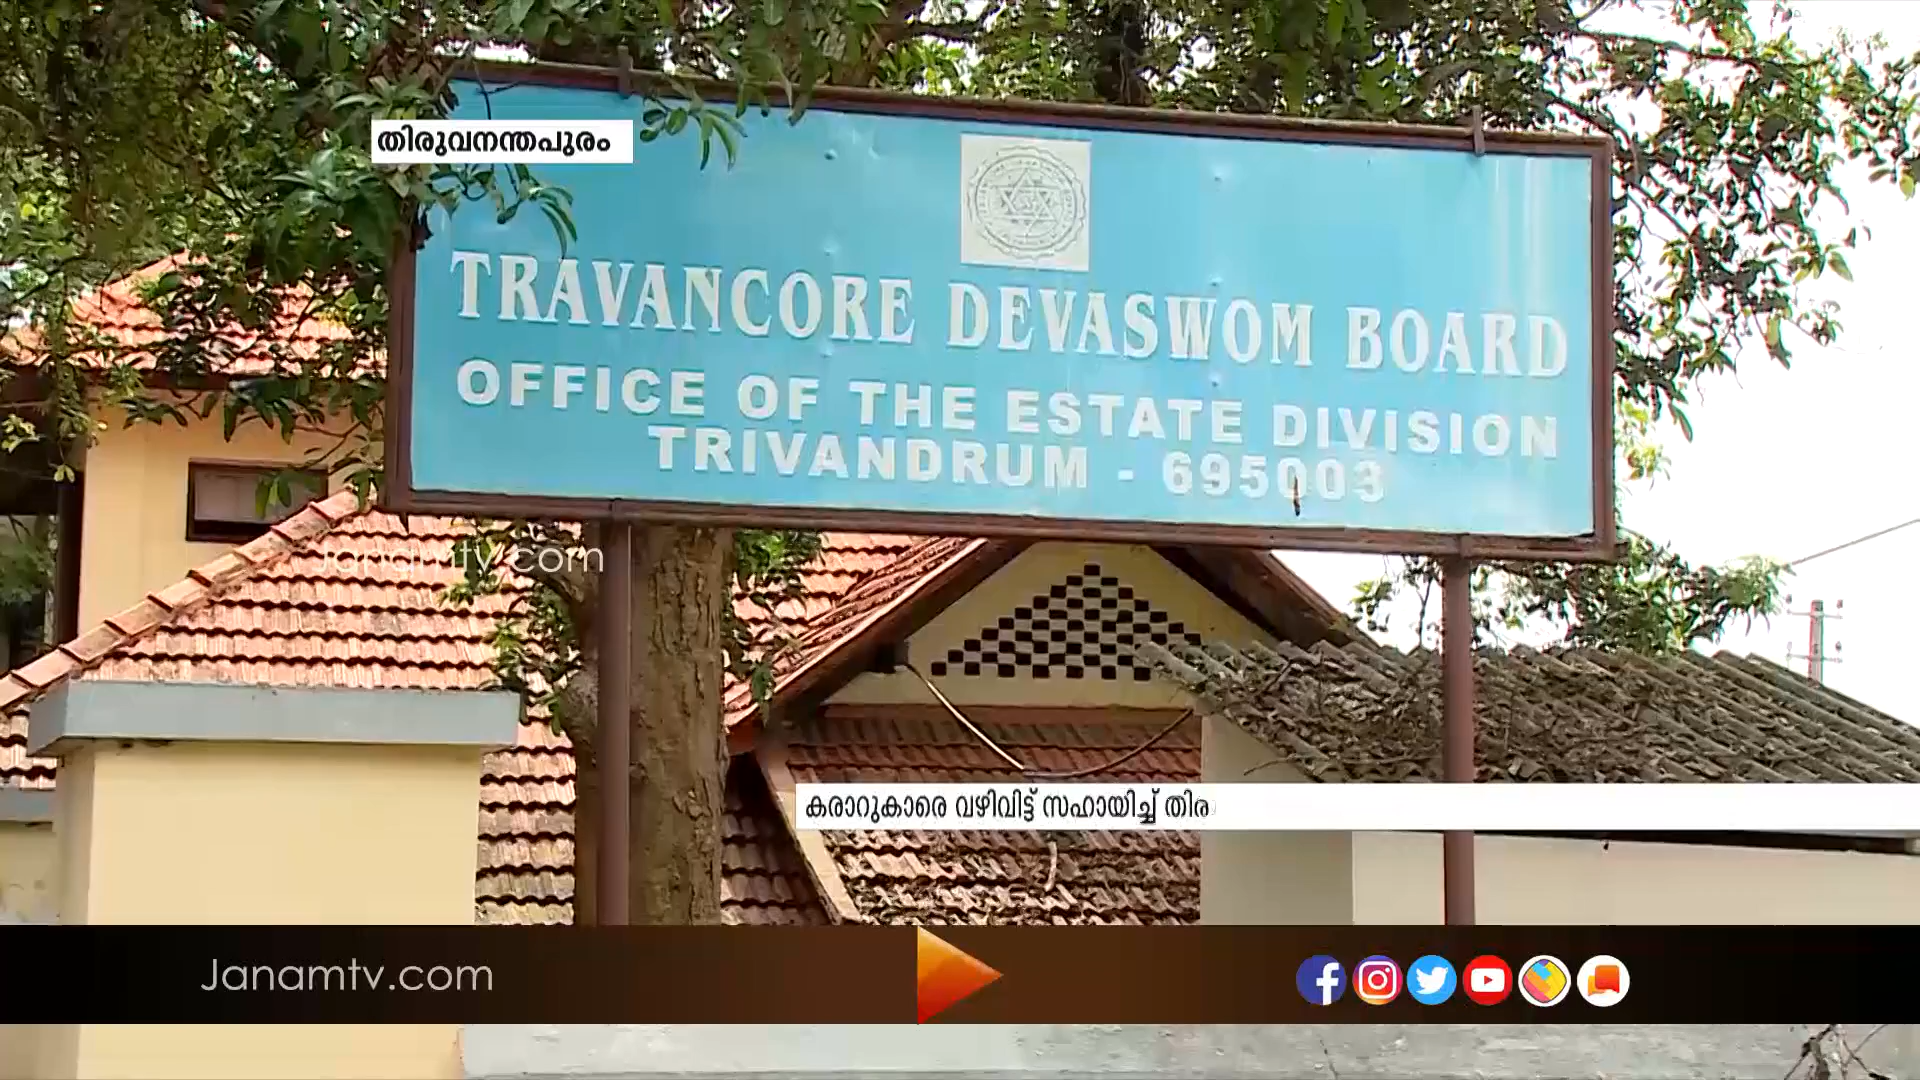 തിരുവനന്തപുരം
TRAVANCORE DEVASWOM BOARD
OFFICE OF THE ESTATE DIVISION
TRIVANDRUM - 695003
Janamtv.com
കരാറുകാരെ വഴിവിട്ട് സഹായിച്ച് തിര
Janamtv.com